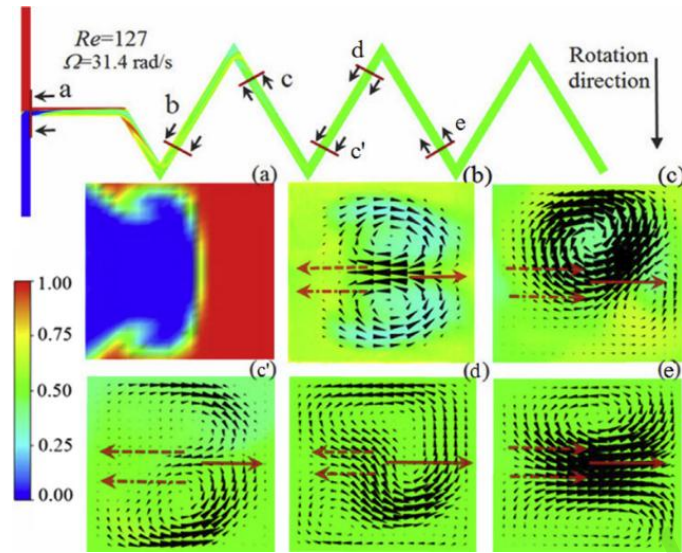 Re=127
Ω=31.4 rad/s
a
b
c
c'
d
e
Rotation
direction
(a)
(b)
(c)
1.00
0.75
0.50
0.25
0.00
(c')
(d)
(e)